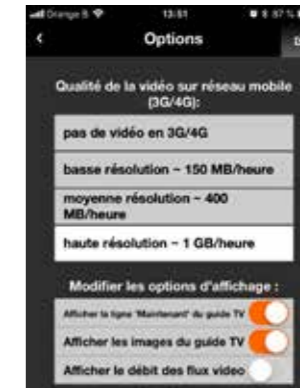 Orange B 13:51 87 %
Options
Qualité de la vidéo sur réseau mobile
(3G/4G):
pas de vidéo en 3G/4G
basse résolution ~ 150 MB/heure
moyenne résolution ~ 400
MB/heure
haute résolution ~ 1 GB/heure
Modifier les options d'affichage :
Afficher la ligne 'Maintenant' du guide TV
Afficher les images du guide TV
Afficher le débit des flux video